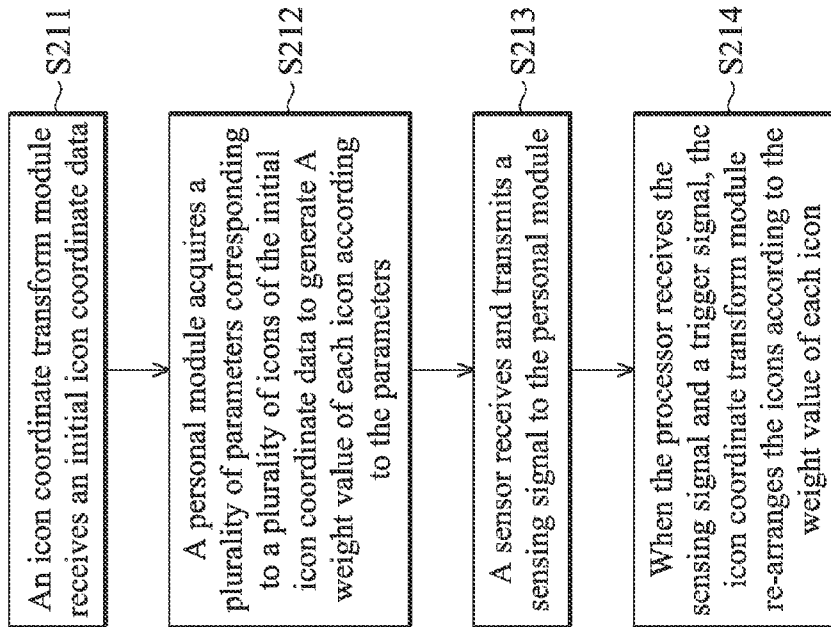 An icon coordinate transform module
receives an initial icon coordinate data
S211
A personal module acquires a
plurality of parameters corresponding
to a plurality of icons of the initial
icon coordinate data to generate A
weight value of each icon according
to the parameters
S212
A sensor receives and transmits a
sensing signal to the personal module
S213
When the processor receives the
sensing signal and a trigger signal, the
icon coordinate transform module
re-arranges the icons according to the
weight value of each icon
S214